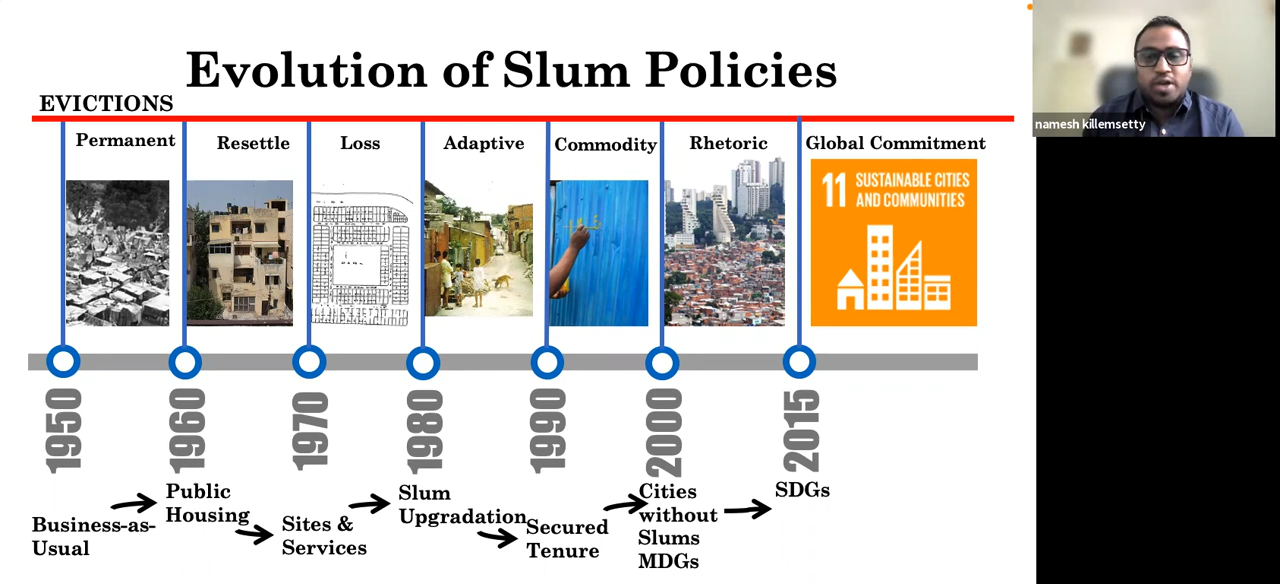 Evolution of Slum Policies
EVICTIONS
Permanent
Resettle
Loss
Adaptive
Commodity
Rhetoric
Global Commitment
11 SUSTAINABLE CITIES
AND COMMUNITIES
1950
1960
1970
1980
1990
2000
2015
Business-as-
Usual
Public
Housing
Sites &
Services
Slum
Upgradation
Secured
Tenure
Cities
without
Slums
MDGs
SDGs
namesh killemsetty